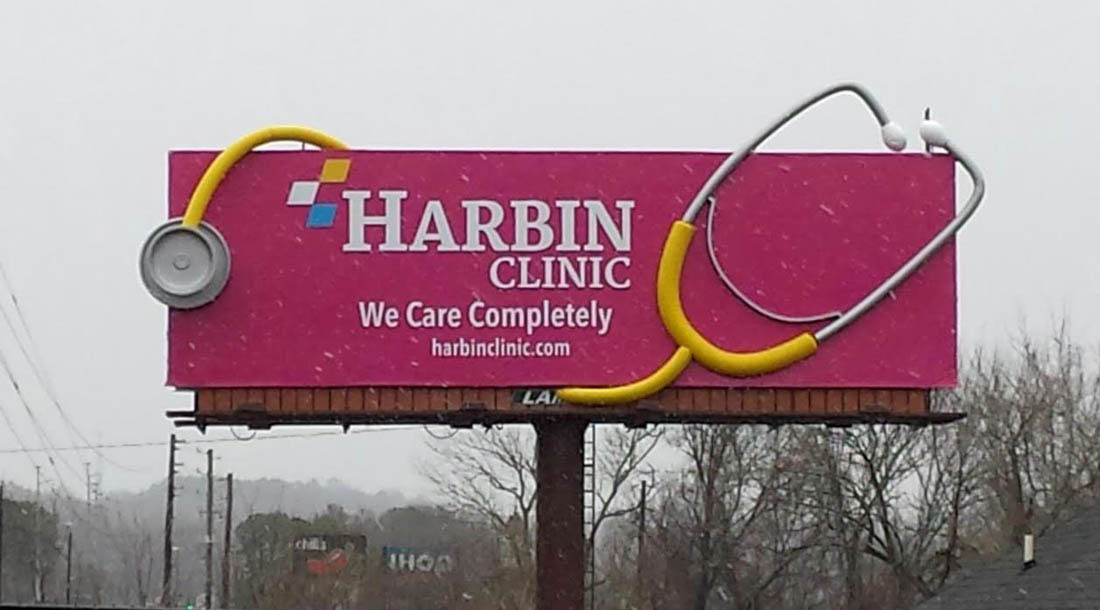 HARBIN
CLINIC
We Care Completely
harbinclinic.com
chili's
IHOP